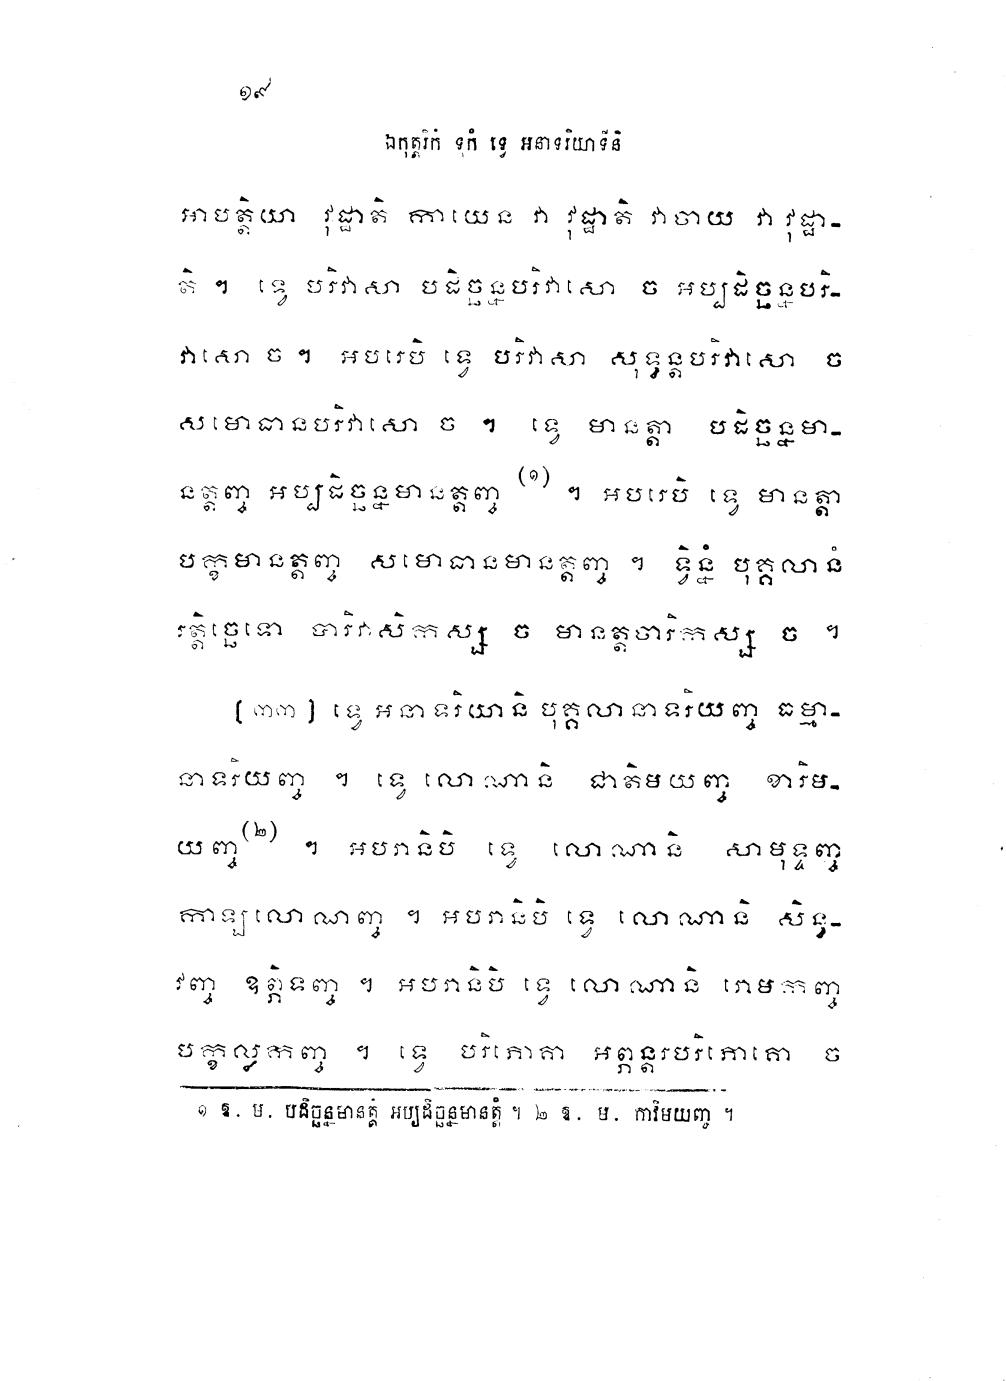 ១៩
ឯកុត្តរិកំ ទុកំ ទ្វេ អនាទរិយាទីនិ
អាបត្តិយា វុដ្ឋាតិ កាយេន វា វុដ្ឋាតិ វាចាយ វា វុដ្ឋា-
តិ ។ ទ្វេ បរិវាសា បដិច្ឆន្នបរិវាសោ ច អប្បដិច្ឆន្នបរិ-
វាសោ ច ។ អបរេបិ ទ្វេ បរិវាសា សុទ្ធន្តបរិវាសោ ច
សមោធានបរិវាសោ ច ។ ទ្វេ មានត្តា បដិច្ឆន្នមា-
នត្តញ្ច អប្បដិច្ឆន្នមានត្តញ្ច (១) ។ អបរេបិ ទ្វេ មានត្តា
បក្ខមានត្តញ្ច សមោធានមានត្តញ្ច ។ ទ្វិន្នំ បុគ្គលានំ
រត្តិច្ឆេទោ បារិវាសិកស្ស ច មានត្តចារិកស្ស ច ។
[ ៣៣ ] ទ្វេ អនាទរិយានិ បុគ្គលានាទរិយញ្ច ធម្មា-
នាទរិយញ្ច ។ ទ្វេ លោណានិ ជាតិមយញ្ច ខារិម-
យញ្ច (២) ។ អបរានិបិ ទ្វេ លោណានិ សាមុទ្ទញ្ច
កាឡលោណញ្ច ។ អបរានិបិ ទ្វេ លោណានិ សិន្ធ-
វញ្ច ឧត្តិទញ្ច ។ អបរានិបិ ទ្វេ លោណានិ រោមកញ្ច
បក្ខល្លកញ្ច ។ ទ្វេ បរិភោគា អព្ភន្តរបរិភោគោ ច
១ ឱ. ម. បដិច្ឆន្នមានត្តំ អប្បដិច្ឆន្នមានត្តំ ។ ២ ឱ. ម. ការិមយញ្ច ។